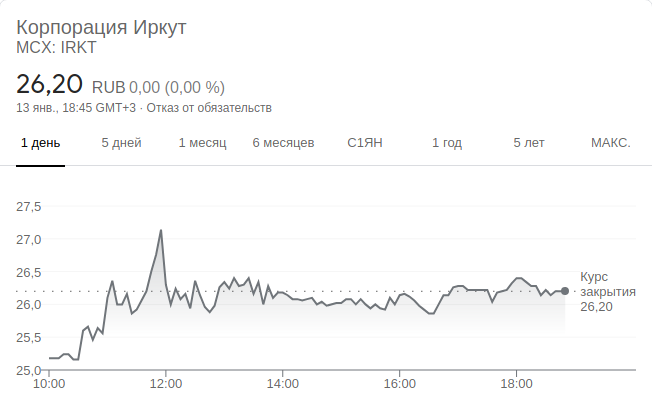 Корпорация Иркут
MCX: IRKT
26,20 RUB 0,00 (0,00 %)
13 янв., 18:45 GMT+3 · Отказ от обязательств
1 день 5 дней 1 месяц 6 месяцев С1ЯН 1 год 5 лет МАКС.
27,5
27,0
26,5
26,0
25,5
25,0
Курс
закрытия
26,20
10:00 12:00 14:00 16:00 18:00